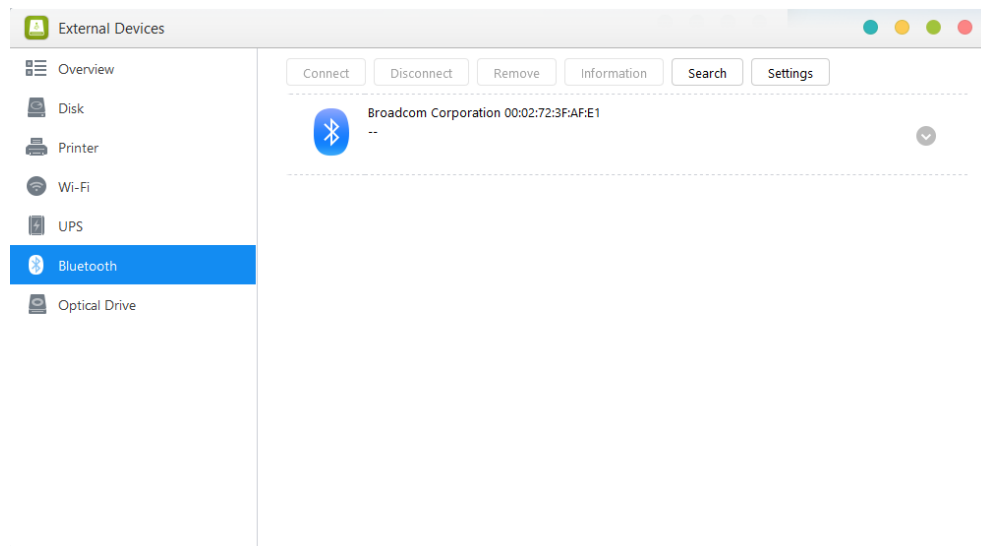 External Devices
Overview
Disk
Printer
Wi-Fi
UPS
Bluetooth
Optical Drive
Connect Disconnect Remove Information Search Settings
Broadcom Corporation 00:02:72:3F:AF:E1
--